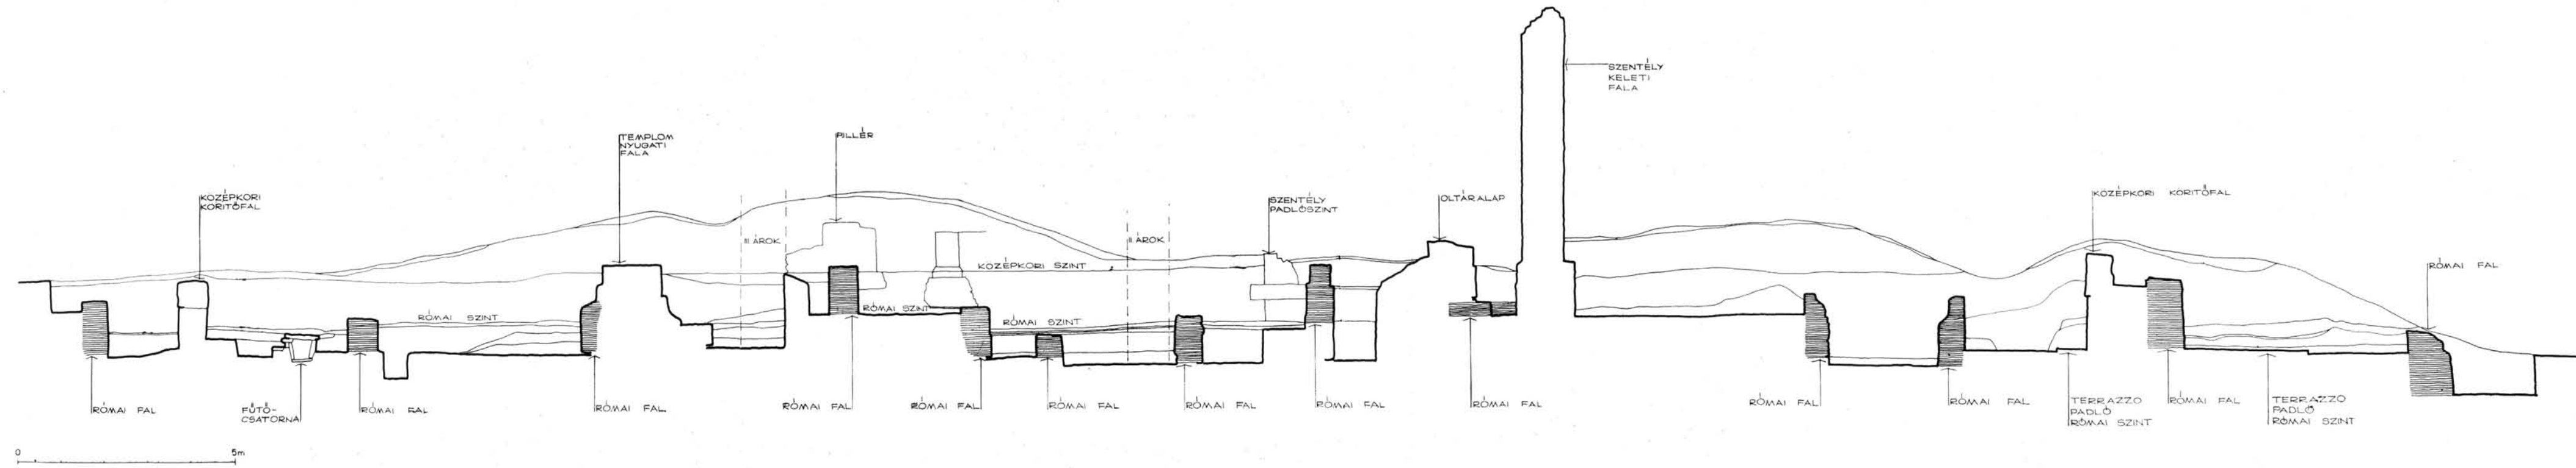 SZENTÉLY
KELETI
FALA
TEMPLOM
NYUGATI
FALA
PILLÉR
KÖZÉPKORI
KORITŐFAL
SZENTÉLY
PADLÓSZINT
OLTÁRALAP
KÖZÉPKORI KORITŐFAL
III. ÁROK
II. ÁROK
KÖZÉPKORI SZINT
RÓMAI FAL
RÓMAI SZINT
RÓMAI SZINT
RÓMAI SZINT
RÓMAI FAL
FŰTŐ-
CSATORNA
RÓMAI FAL
RÓMAI FAL
RÓMAI FAL
RÓMAI FAL
RÓMAI FAL
RÓMAI FAL
RÓMAI FAL
RÓMAI FAL
RÓMAI FAL
RÓMAI FAL
TERRAZZO
PADLÓ
RÓMAI SZINT
RÓMAI FAL
TERRAZZO
PADLÓ
RÓMAI SZINT
0 5m